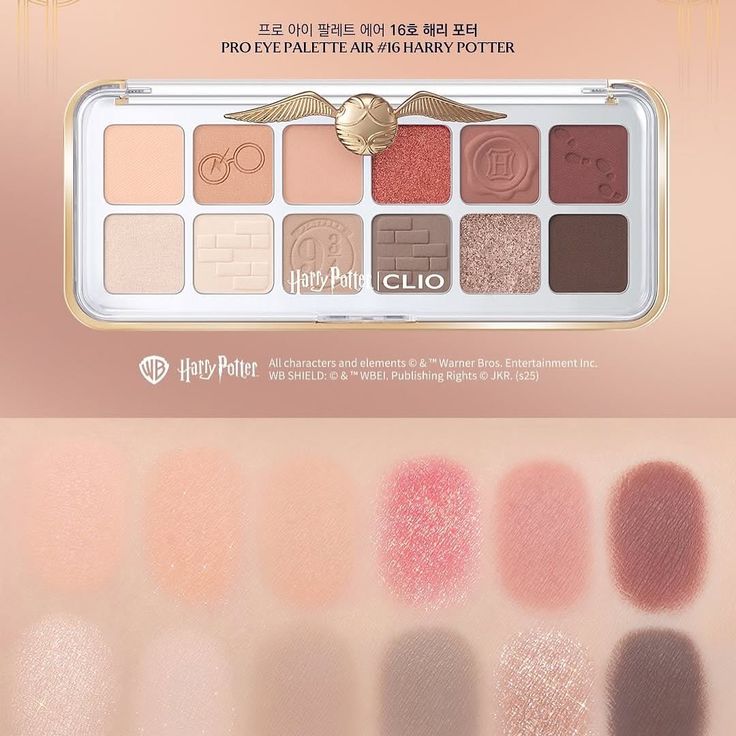 프로 아이 팔레트 에어 16호 해리 포터
PRO EYE PALETTE AIR #16 HARRY POTTER
H
9¾
Harry Potter | CLIO
WB Harry Potter All characters and elements © & ™ Warner Bros. Entertainment Inc.
WB SHIELD: © & ™ WBEI. Publishing Rights © JKR. (s25)